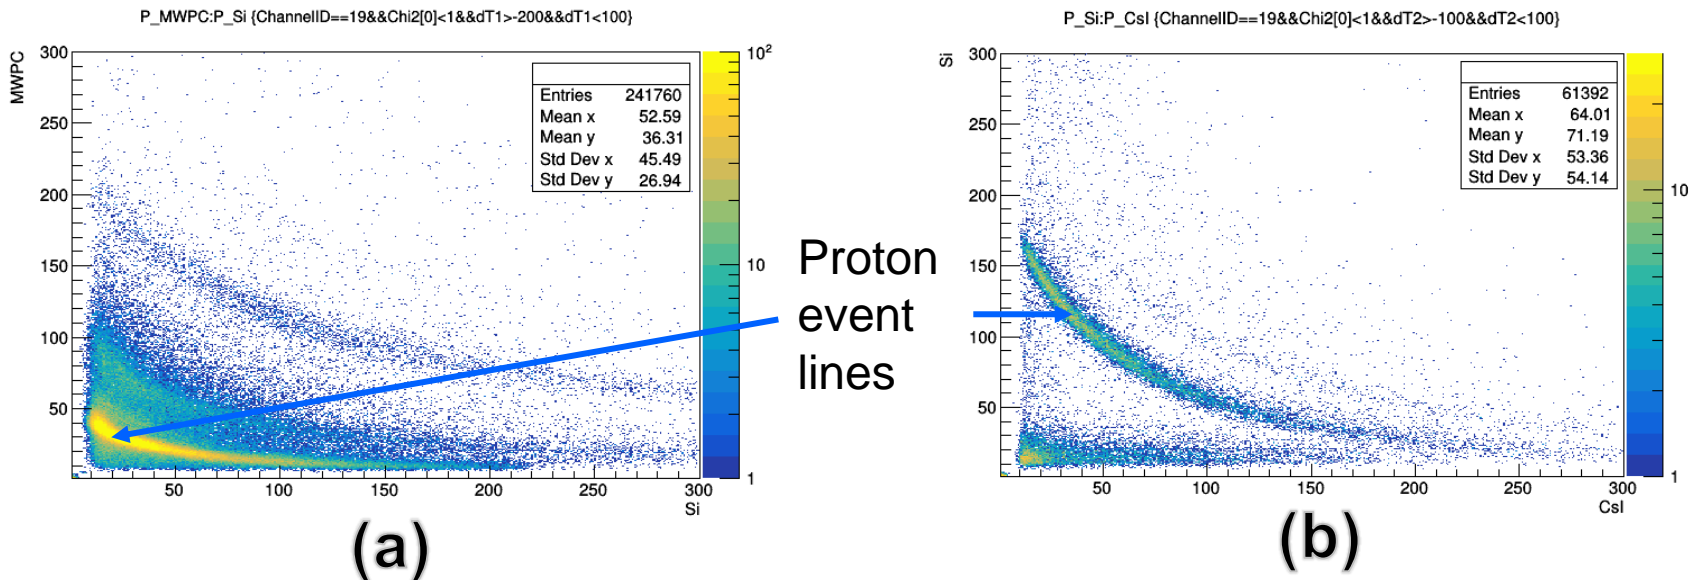 P_MWPC:P_Si {ChannelID==19&&Chi2[0]<1&&dT1>-200&&dT1<100}
MWPC
300
250
200
150
100
50
50
100
150
200
250
300
Si
10²
10
1
Entries 241760
Mean x 52.59
Mean y 36.31
Std Dev x 45.49
Std Dev y 26.94
(a)
Proton
event
lines
P_Si:P_CsI {ChannelID==19&&Chi2[0]<1&&dT2>-100&&dT2<100}
Si
300
250
200
150
100
50
50
100
150
200
250
300
CsI
10
1
Entries 61392
Mean x 64.01
Mean y 71.19
Std Dev x 53.36
Std Dev y 54.14
(b)